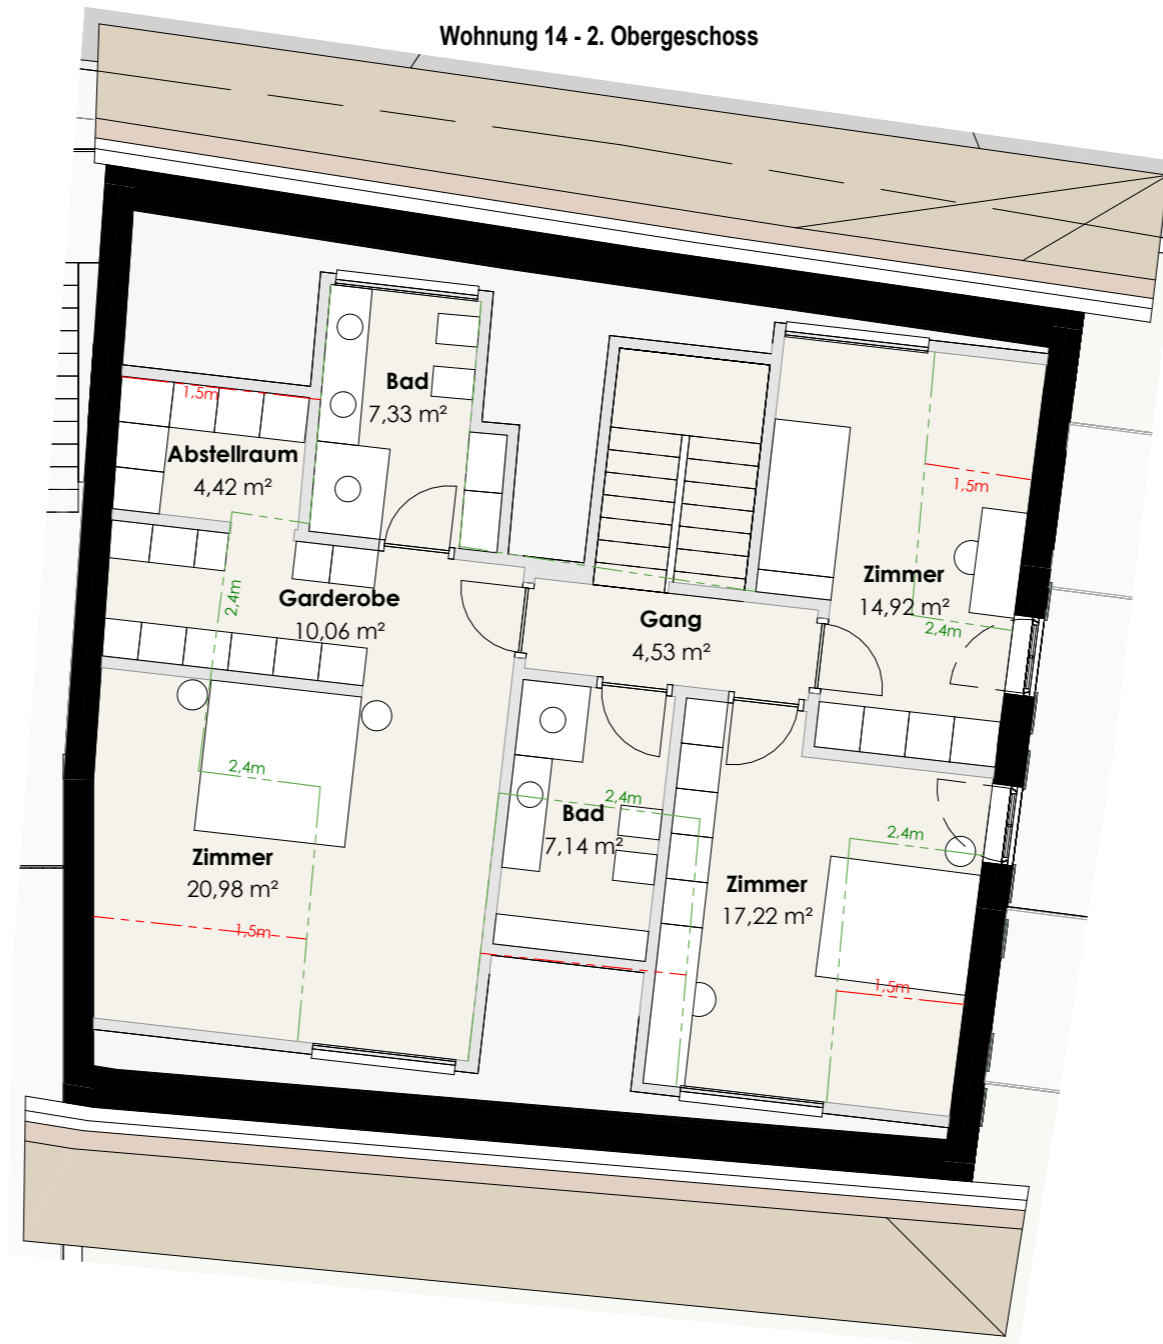 Wohnung 14 - 2. Obergeschoss
Bad
7,33 m²
1,5m
Abstellraum
4,42 m²
1,5m
Zimmer
14,92 m²
2,4m
2,4m
Garderobe
10,06 m²
Gang
4,53 m²
2,4m
2,4m
Bad
7,14 m²
2,4m
Zimmer
20,98 m²
Zimmer
17,22 m²
1,5m
1,5m